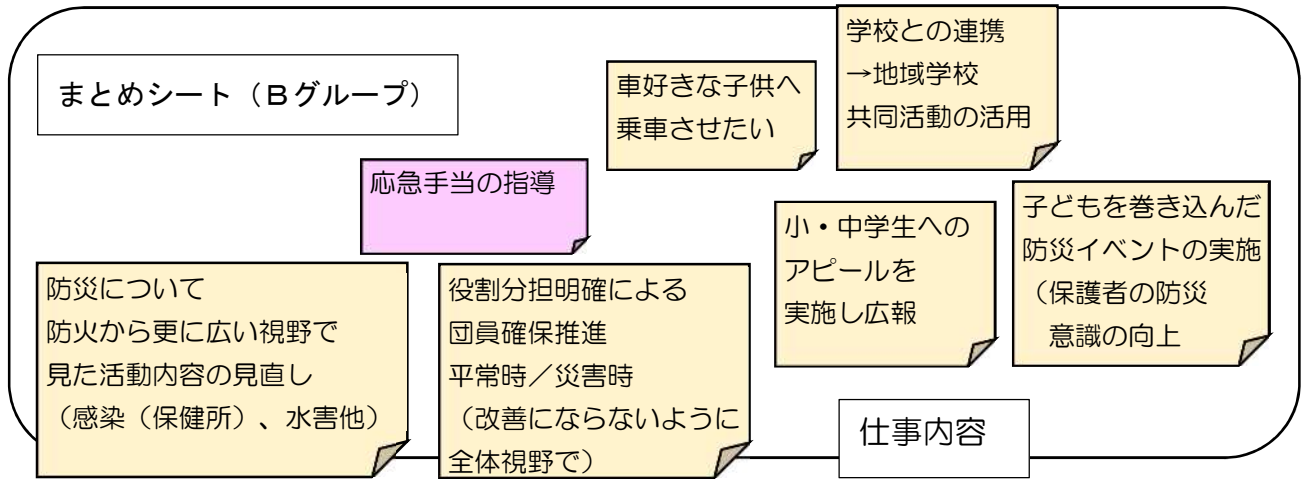 まとめシート（Bグループ）
車好きな子供へ
乗車させたい
学校との連携
→地域学校
共同活動の活用
応急手当の指導
小・中学生への
アピールを
実施し広報
子どもを巻き込んだ
防災イベントの実施
（保護者の防災
意識の向上
防災について
防火から更に広い視野で
見た活動内容の見直し
（感染（保健所）、水害他）
役割分担明確による
団員確保推進
平常時／災害時
（改善にならないように
全体視野で）
仕事内容